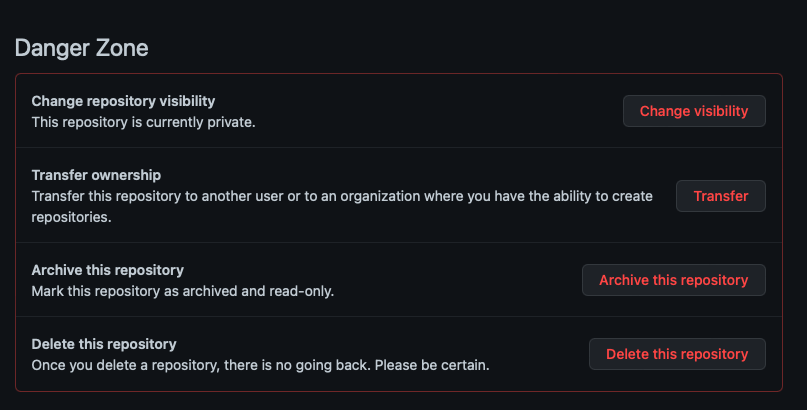 Danger Zone
Change repository visibility
This repository is currently private.
Change visibility
Transfer ownership
Transfer this repository to another user or to an organization where you have the ability to create
repositories.
Transfer
Archive this repository
Mark this repository as archived and read-only.
Archive this repository
Delete this repository
Once you delete a repository, there is no going back. Please be certain.
Delete this repository